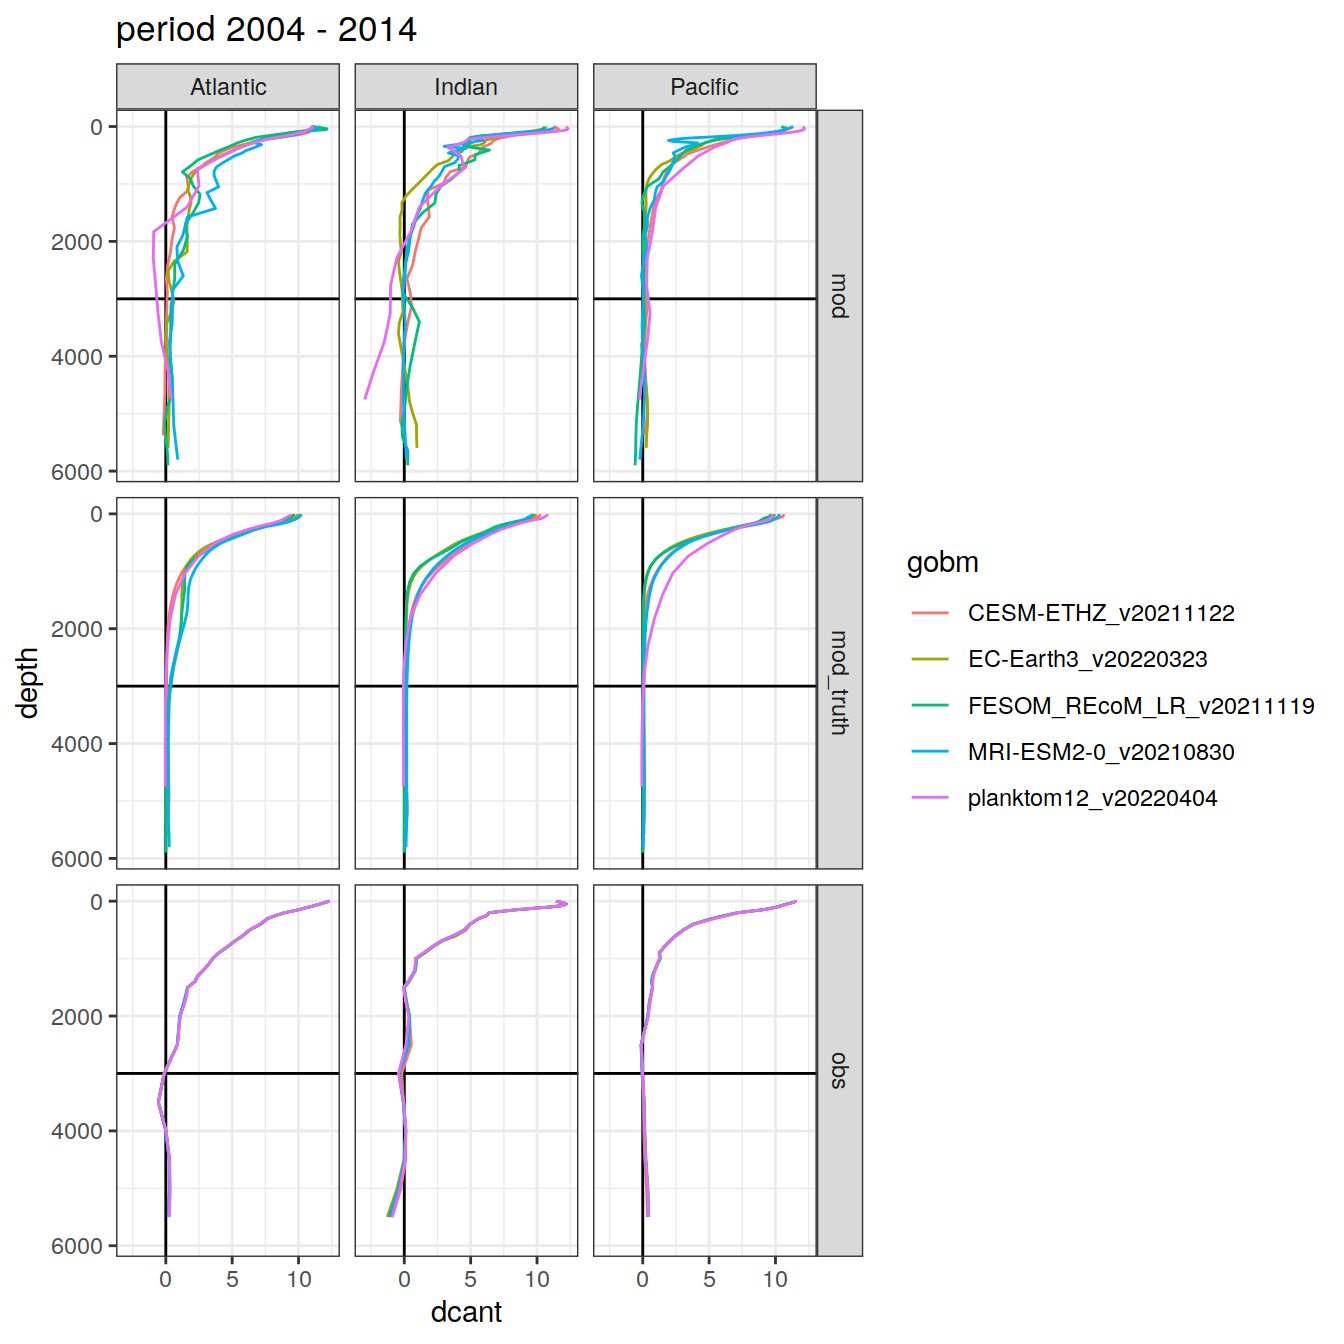 period 2004 - 2014
Atlantic
Indian
Pacific
0
2000
4000
6000
mod
0
2000
4000
6000
mod_truth
0
2000
4000
6000
obs
depth
0 5 10
0 5 10
0 5 10
dcant
gobm
CESM-ETHZ_v20211122
EC-Earth3_v20220323
FESOM_REcoM_LR_v20211119
MRI-ESM2-0_v20210830
planktom12_v20220404